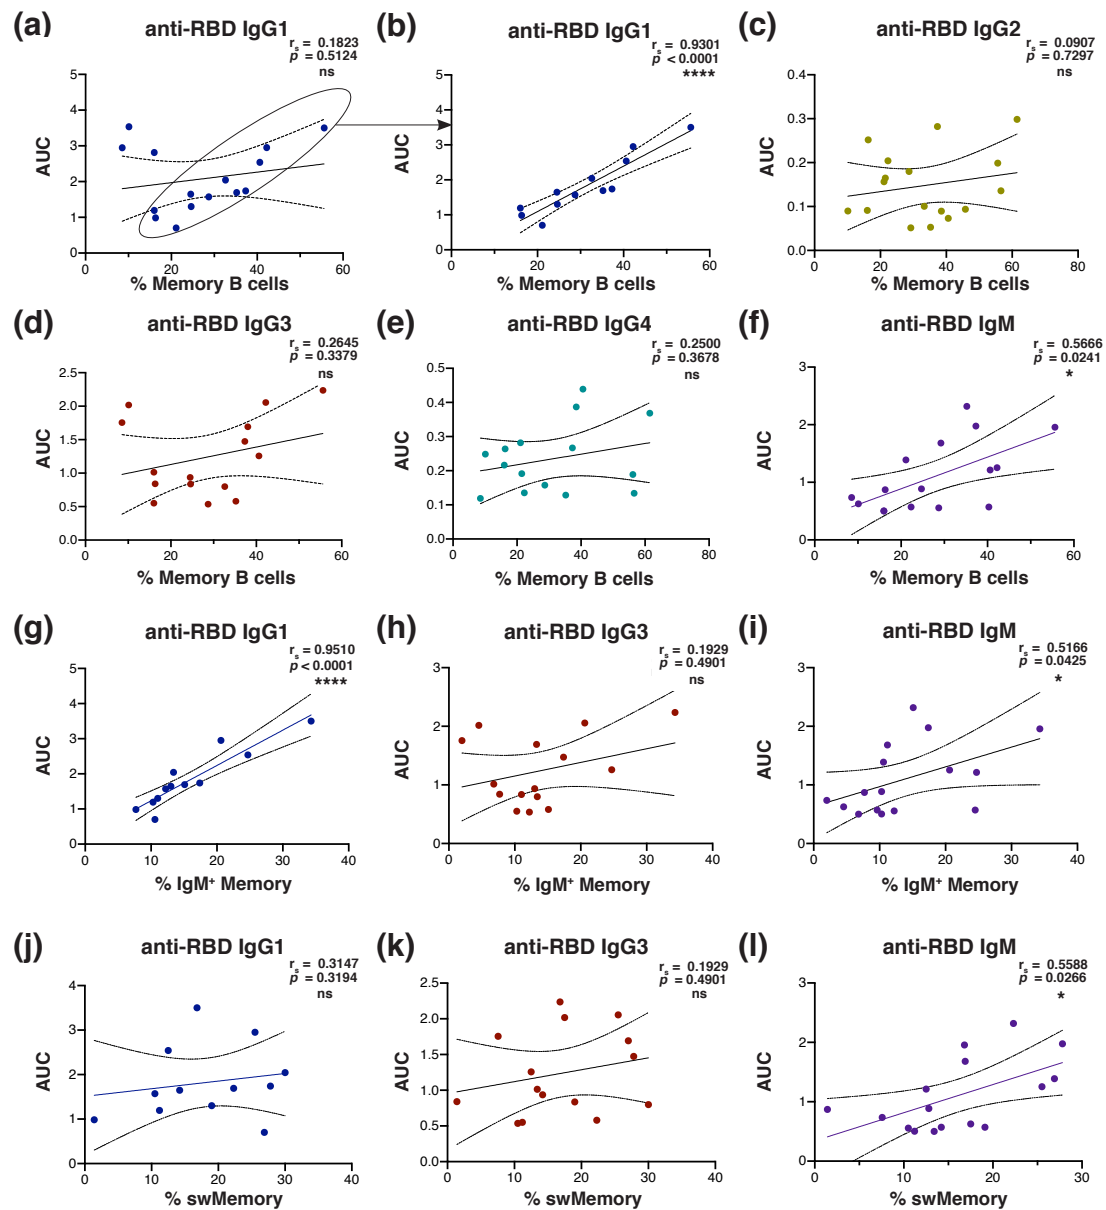 (a)
anti-RBD IgG1
rs = 0.1823
p = 0.5124
ns
5
4
3
2
1
0
AUC
0
20
40
60
% Memory B cells
(b)
anti-RBD IgG1
rs = 0.9301
p < 0.0001
****
5
4
3
2
1
0
AUC
0
20
40
60
% Memory B cells
(c)
anti-RBD IgG2
rs = 0.0907
p = 0.7297
ns
0.4
0.3
0.2
0.1
0.0
AUC
0
20
40
60
80
% Memory B cells
(d)
anti-RBD IgG3
rs = 0.2645
p = 0.3379
ns
2.5
2.0
1.5
1.0
0.5
0.0
AUC
0
20
40
60
% Memory B cells
(e)
anti-RBD IgG4
rs = 0.2500
p = 0.3678
ns
0.5
0.4
0.3
0.2
0.1
0.0
AUC
0
20
40
60
80
% Memory B cells
(f)
anti-RBD IgM
rs = 0.5666
p = 0.0241
*
3
2
1
0
AUC
0
20
40
60
% Memory B cells
(g)
anti-RBD IgG1
rs = 0.9510
p < 0.0001
****
5
4
3
2
1
0
AUC
0
10
20
30
40
% IgM⁺ Memory
(h)
anti-RBD IgG3
rs = 0.1929
p = 0.4901
ns
3
2
1
0
AUC
0
10
20
30
40
% IgM⁺ Memory
(i)
anti-RBD IgM
rs = 0.5166
p = 0.0425
*
3
2
1
0
AUC
0
10
20
30
40
% IgM⁺ Memory
(j)
anti-RBD IgG1
rs = 0.3147
p = 0.3194
ns
4
3
2
1
0
AUC
0
10
20
30
40
% swMemory
(k)
anti-RBD IgG3
rs = 0.1929
p = 0.4901
ns
2.5
2.0
1.5
1.0
0.5
0.0
AUC
0
10
20
30
40
% swMemory
(l)
anti-RBD IgM
rs = 0.5588
p = 0.0266
*
3
2
1
0
AUC
0
10
20
30
% swMemory